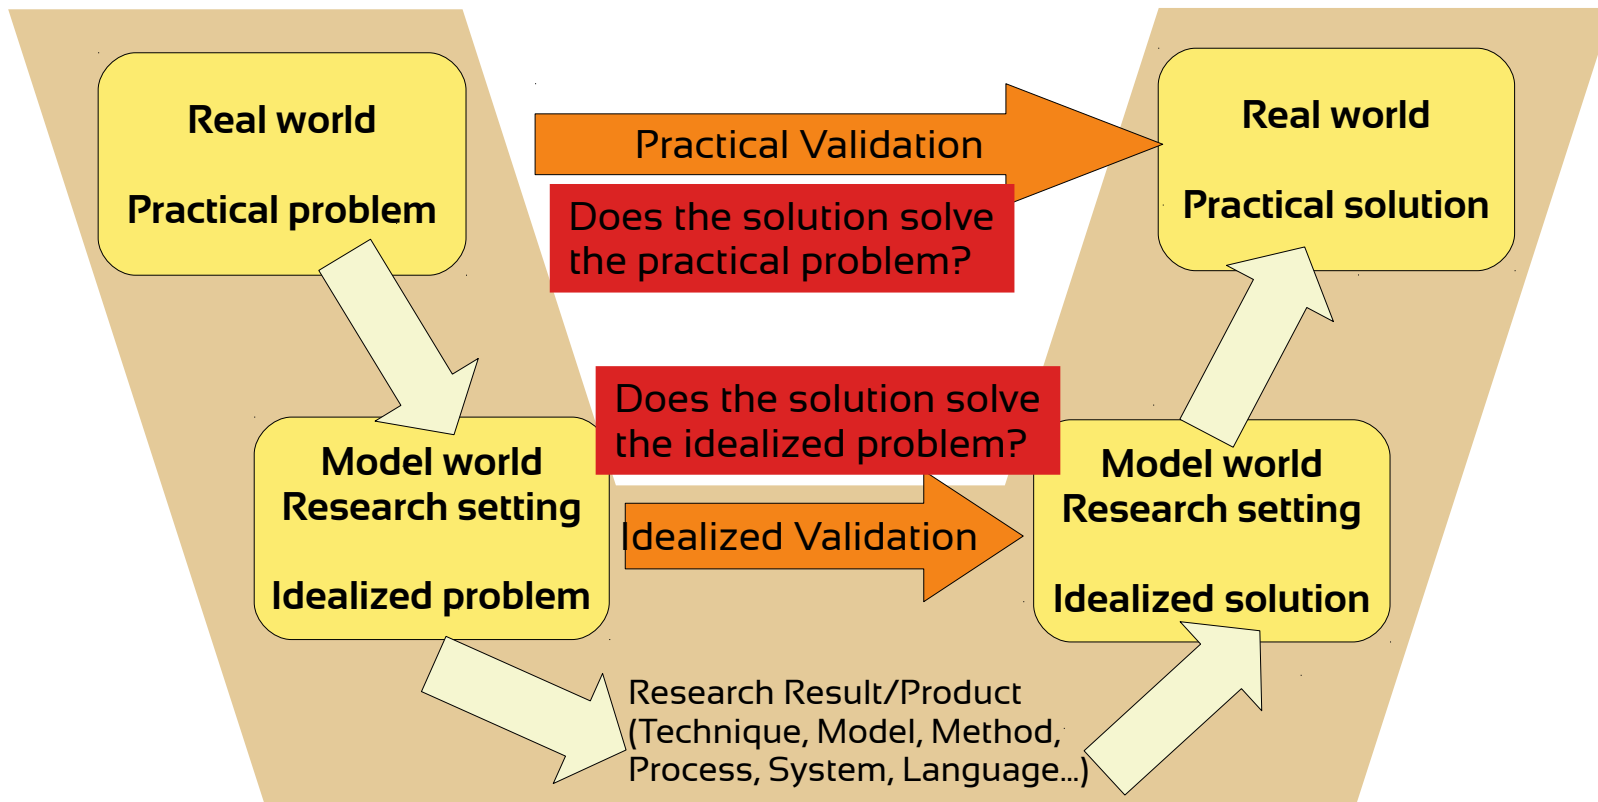 Real world
Practical problem
Practical Validation
Does the solution solve
the practical problem?
Real world
Practical solution
Model world
Research setting
Idealized problem
Does the solution solve
the idealized problem?
Idealized Validation
Model world
Research setting
Idealized solution
Research Result/Product
(Technique, Model, Method,
Process, System, Language...)